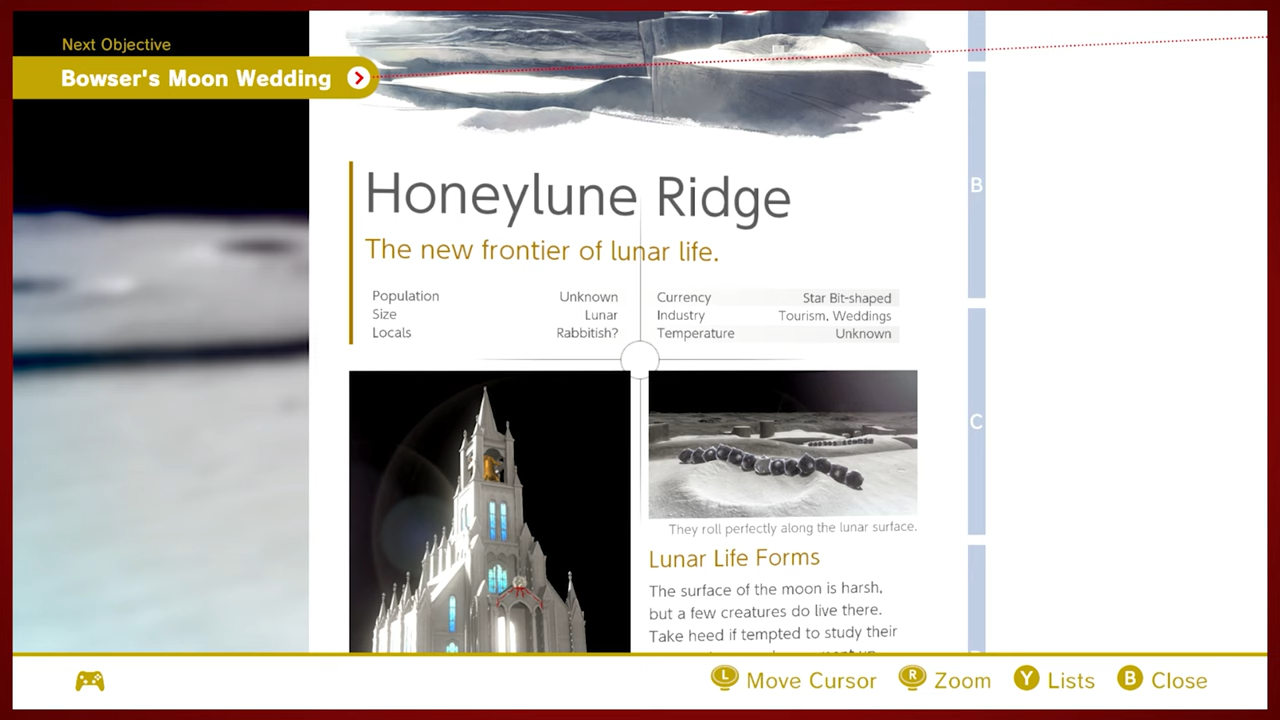 Next Objective
Bowser's Moon Wedding
Honeylune Ridge
The new frontier of lunar life.
Population Unknown
Size Lunar
Locals Rabbitish?
Currency Star Bit-shaped
Industry Tourism, Weddings
Temperature Unknown
B
C
They roll perfectly along the lunar surface.
Lunar Life Forms
The surface of the moon is harsh,
but a few creatures do live there.
Take heed if tempted to study their
L Move Cursor
R Zoom
Y Lists
B Close